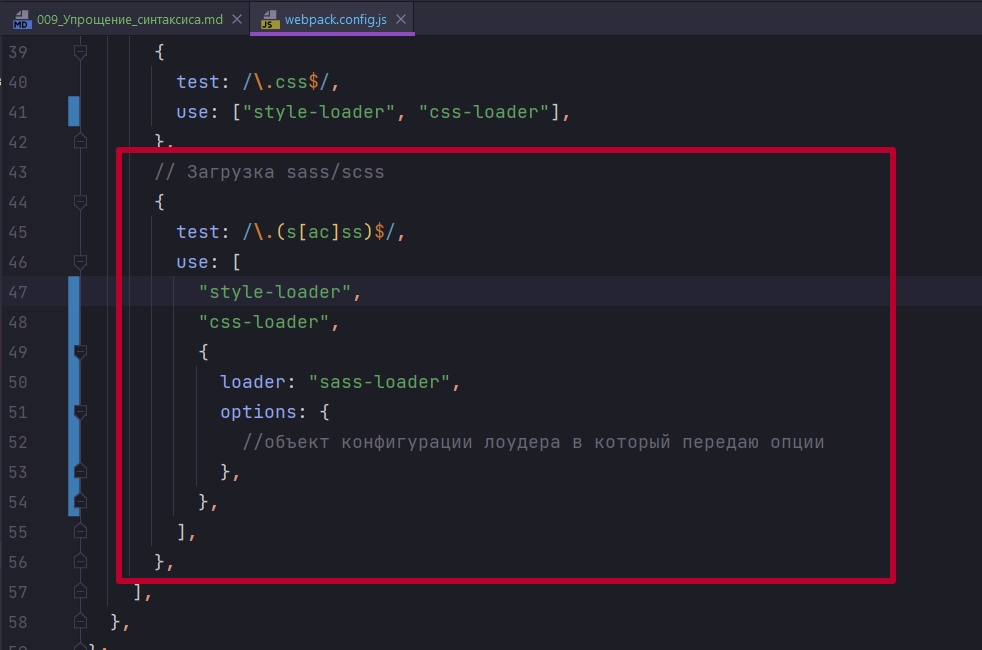 009_Упрощение_синтаксиса.md webpack.config.js
39 {
40 test: /\.css$/,
41 use: ["style-loader", "css-loader"],
42 },
43 // Загрузка sass/scss
44 {
45 test: /\.(s[ac]ss)$/,
46 use: [
47 "style-loader",
48 "css-loader",
49 {
50 loader: "sass-loader",
51 options: {
52 //объект конфигурации лоудера в который передаю опции
53 },
54 },
55 ],
56 },
57 ],
58 },
59 };